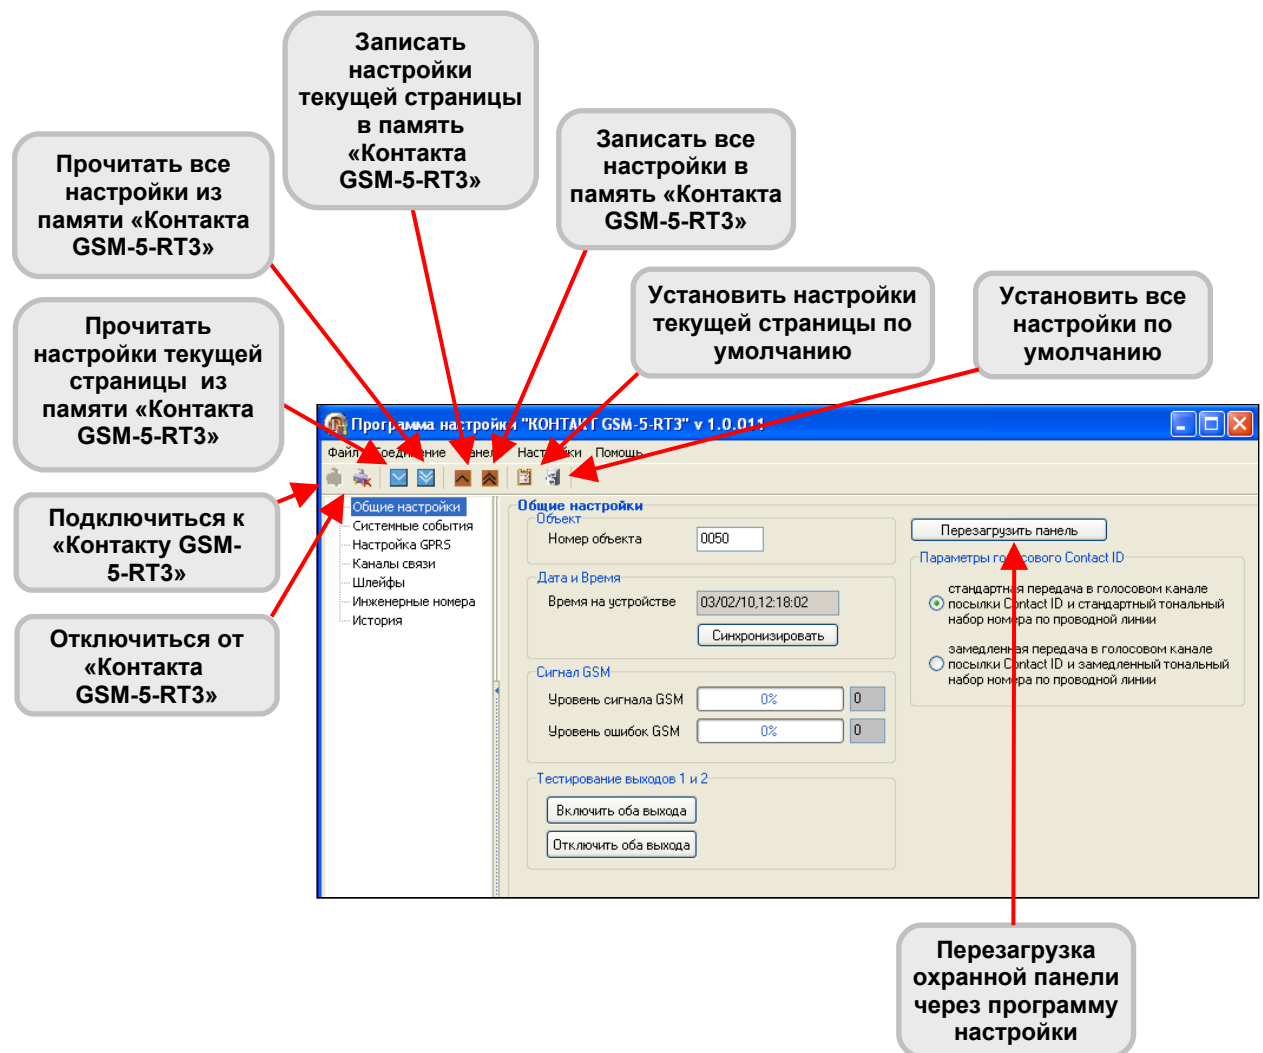 Записать
настройки
текущей страницы
в память
«Контакта
GSM-5-RT3»
Записать все
настройки в
память «Контакта
GSM-5-RT3»
Прочитать все
настройки из
памяти «Контакта
GSM-5-RT3»
Установить настройки
текущей страницы по
умолчанию
Установить все
настройки по
умолчанию
Прочитать
настройки текущей
страницы из
памяти «Контакта
GSM-5-RT3»
Подключиться к
«Контакту GSM-
5-RT3»
Отключиться от
«Контакта
GSM-5-RT3»
Программа настройки "КОНТАКТ GSM-5-RT3" v 1.0.011
Файл Соединение Панель Настройки Помощь
Общие настройки
Системные события
Настройка GPRS
Каналы связи
Шлейфы
Инженерные номера
История
Общие настройки
Объект
Номер объекта 0050
Дата и Время
Время на устройстве 03/02/10,12:18:02
Синхронизировать
Сигнал GSM
Уровень сигнала GSM 0% 0
Уровень ошибок GSM 0% 0
Тестирование выходов 1 и 2
Включить оба выхода
Отключить оба выхода
Перезагрузить панель
Параметры голосового Contact ID
стандартная передача в голосовом канале
посылки Contact ID и стандартный тональный
набор номера по проводной линии
замедленная передача в голосовом канале
посылки Contact ID и замедленный тональный
набор номера по проводной линии
Перезагрузка
охранной панели
через программу
настройки